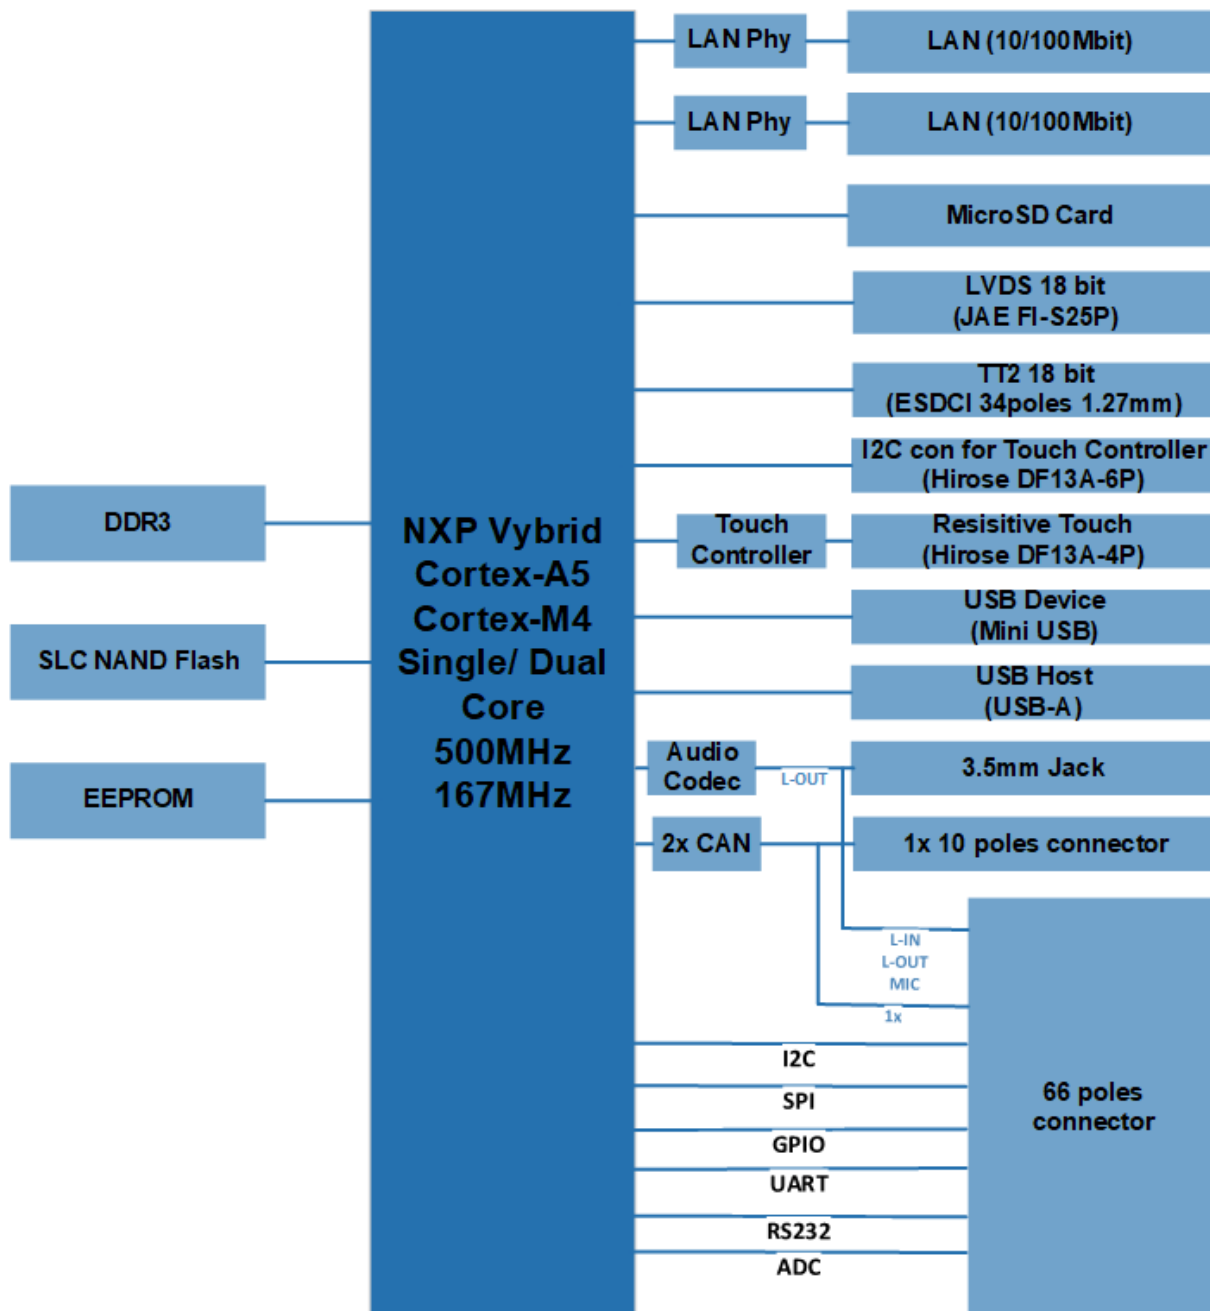 LAN Phy
LAN (10/100Mbit)
LAN Phy
LAN (10/100Mbit)
MicroSD Card
LVDS 18 bit
(JAE FI-S25P)
TT2 18 bit
(ESDCI 34poles 1.27mm)
I2C con for Touch Controller
(Hirose DF13A-6P)
DDR3
SLC NAND Flash
EEPROM
NXP Vybrid
Cortex-A5
Cortex-M4
Single/ Dual
Core
500MHz
167MHz
Touch
Controller
Resisitive Touch
(Hirose DF13A-4P)
USB Device
(Mini USB)
USB Host
(USB-A)
Audio
Codec
L-OUT
3.5mm Jack
2x CAN
1x 10 poles connector
L-IN
L-OUT
MIC
1x
I2C
SPI
GPIO
UART
RS232
ADC
66 poles
connector